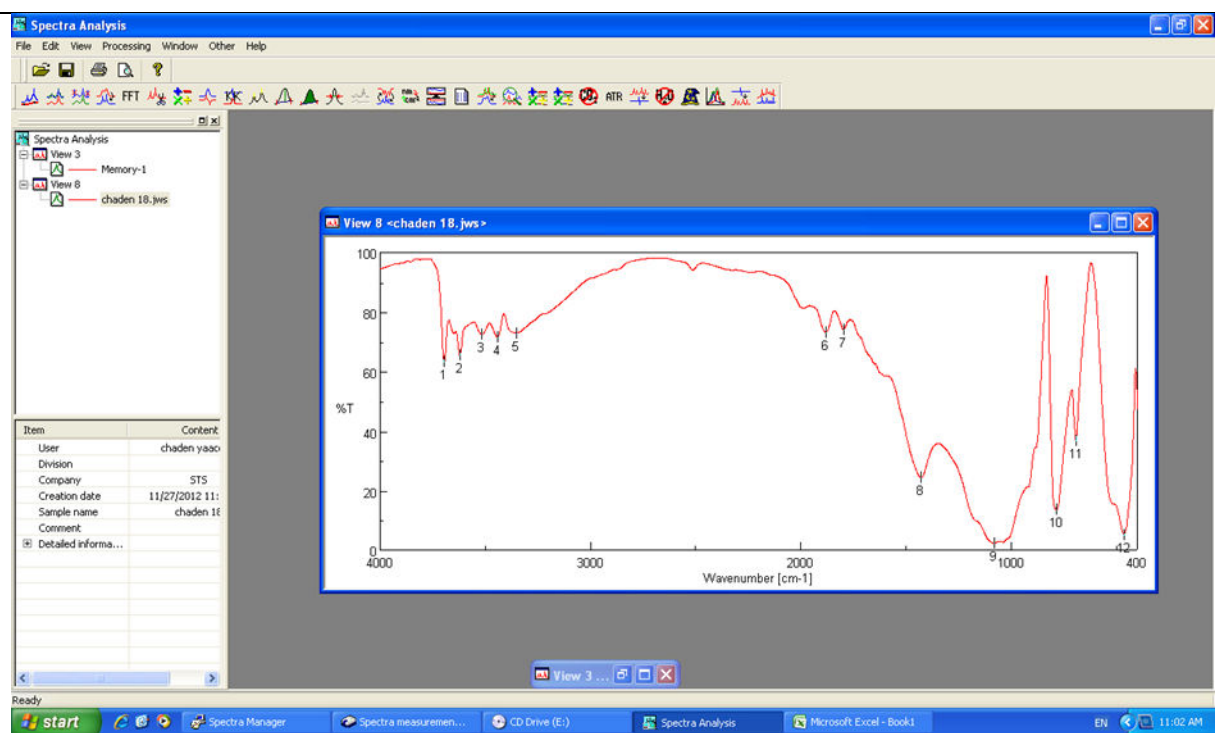 Spectra Analysis
File Edit View Processing Window Other Help
FFT ATR
Spectra Analysis
View 3
Memory-1
View 8
chaden 18.jws
Item Content
User chaden yaaco
Division
Company STS
Creation date 11/27/2012 11:
Sample name chaden 18
Comment
Detailed informa...
View 8 <chaden 18.jws>
100
80
60
%T
40
20
0
1 2 3 4 5 6 7 8 9 10 11 12
4000 3000 2000 1000 400
Wavenumber [cm-1]
View 3 ...
Ready
start Spectra Manager Spectra measuremen... CD Drive (E:) Spectra Analysis Microsoft Excel - Book1 EN 11:02 AM